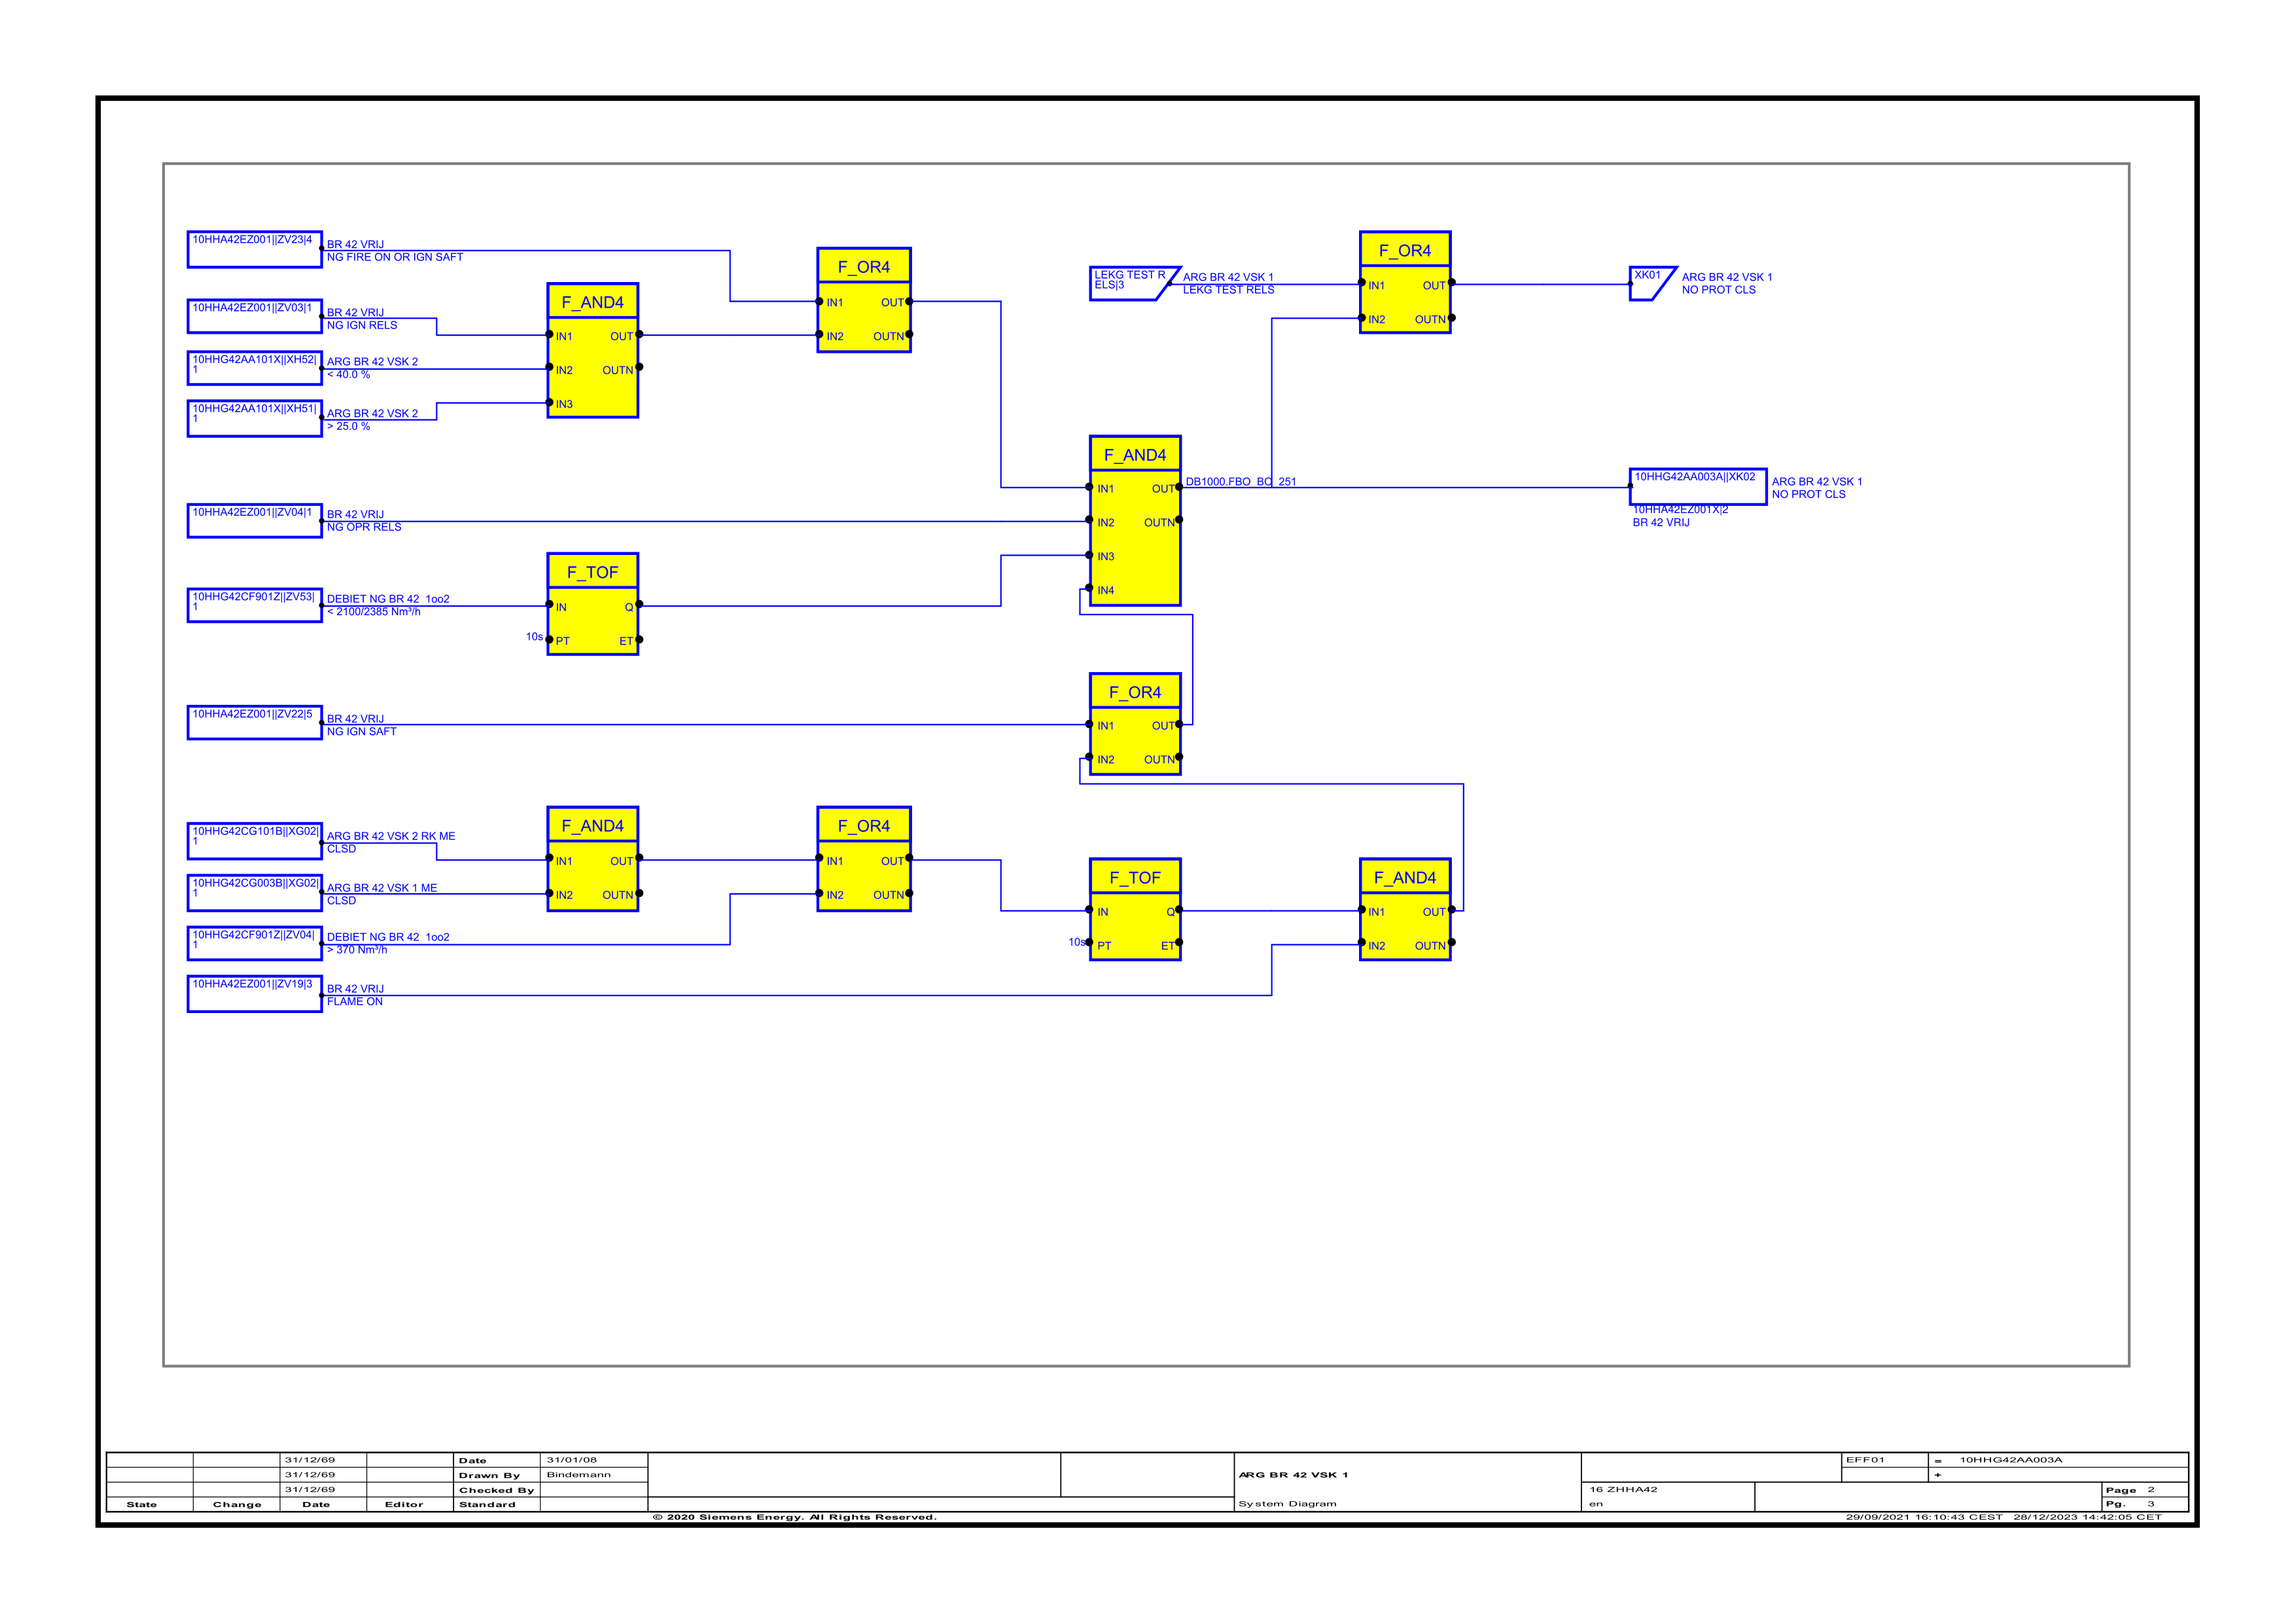 10HHA42EZ001||ZV23|4
BR 42 VRIJ
NG FIRE ON OR IGN SAFT
10HHA42EZ001||ZV03|1
BR 42 VRIJ
NG IGN RELS
10HHG42AA101X||XH52|
1
ARG BR 42 VSK 2
< 40.0 %
10HHG42AA101X||XH51|
1
ARG BR 42 VSK 2
> 25.0 %
F_AND4
IN1 OUT
IN2 OUTN
IN3
F_OR4
IN1 OUT
IN2 OUTN
LEKG TEST R
ELS|3
ARG BR 42 VSK 1
LEKG TEST RELS
F_OR4
IN1 OUT
IN2 OUTN
XK01
ARG BR 42 VSK 1
NO PROT CLS
10HHA42EZ001||ZV04|1
BR 42 VRIJ
NG OPR RELS
F_AND4
IN1 OUT
IN2 OUTN
IN3
IN4
DB1000.FBO_BO_251
10HHG42AA003A||XK02
ARG BR 42 VSK 1
NO PROT CLS
10HHA42EZ001X|2
BR 42 VRIJ
10HHG42CF901Z||ZV53|
1
DEBIET NG BR 42 1oo2
< 2100/2385 Nm³/h
F_TOF
IN Q
10s PT ET
10HHA42EZ001||ZV22|5
BR 42 VRIJ
NG IGN SAFT
F_OR4
IN1 OUT
IN2 OUTN
10HHG42CG101B||XG02|
1
ARG BR 42 VSK 2 RK ME
CLSD
10HHG42CG003B||XG02|
1
ARG BR 42 VSK 1 ME
CLSD
10HHG42CF901Z||ZV04|
1
DEBIET NG BR 42 1oo2
> 370 Nm³/h
10HHA42EZ001||ZV19|3
BR 42 VRIJ
FLAME ON
F_AND4
IN1 OUT
IN2 OUTN
F_OR4
IN1 OUT
IN2 OUTN
F_TOF
IN Q
10s PT ET
F_AND4
IN1 OUT
IN2 OUTN
31/12/69 Date 31/01/08
31/12/69 Drawn By Bindemann
31/12/69 Checked By
State Change Date Editor Standard
ARG BR 42 VSK 1
System Diagram
16 ZHHA42
en
EFF01 = 10HHG42AA003A
+
Page 2
Pg. 3
© 2020 Siemens Energy. All Rights Reserved.
29/09/2021 16:10:43 CEST 28/12/2023 14:42:05 CET